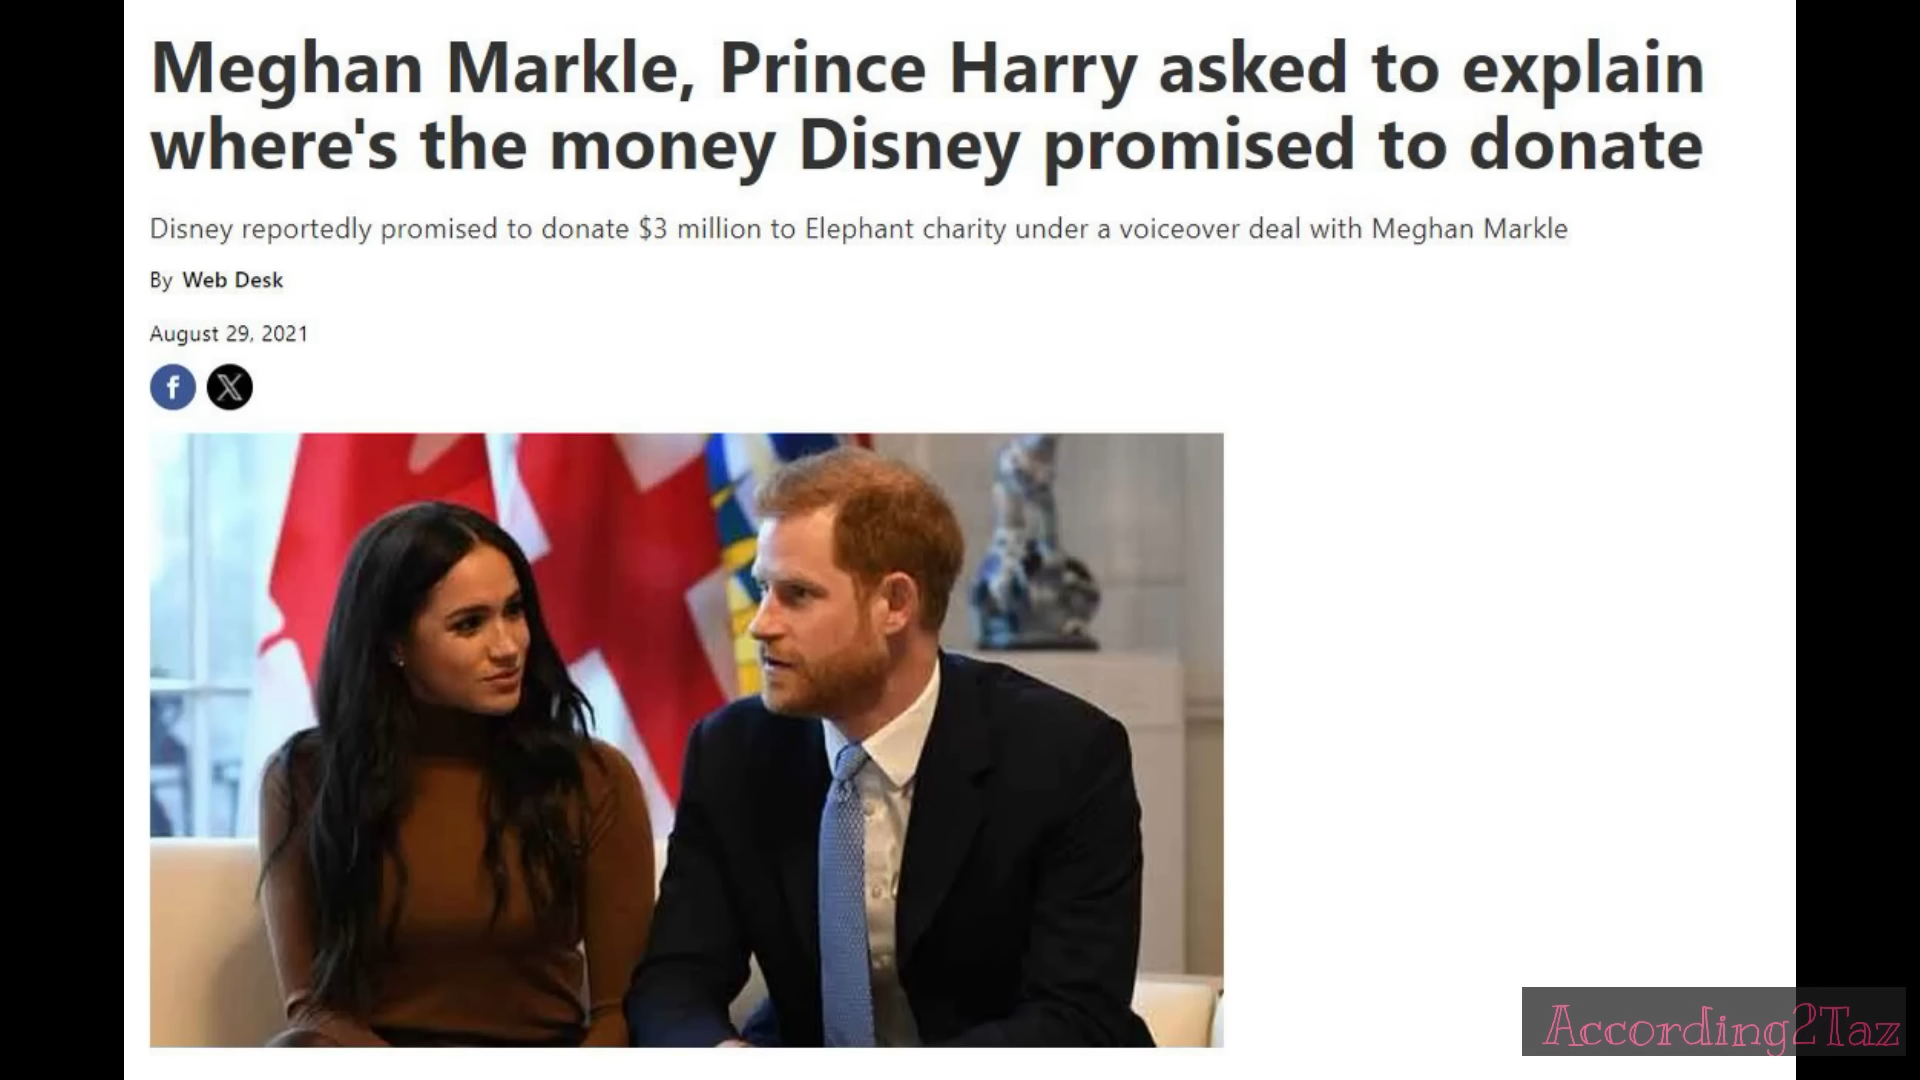 Meghan Markle, Prince Harry asked to explain
where's the money Disney promised to donate
Disney reportedly promised to donate $3 million to Elephant charity under a voiceover deal with Meghan Markle
By Web Desk
August 29, 2021
f X
According2Taz